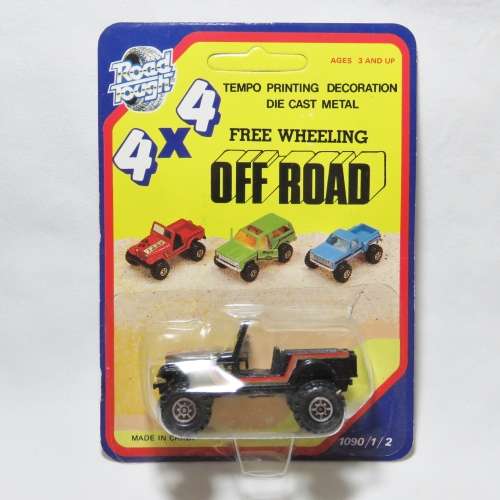 Road
Tough
AGES 3 AND UP
TEMPO PRINTING DECORATION
DIE CAST METAL
4x4
FREE WHEELING
OFF ROAD
MADE IN
1090/1/2